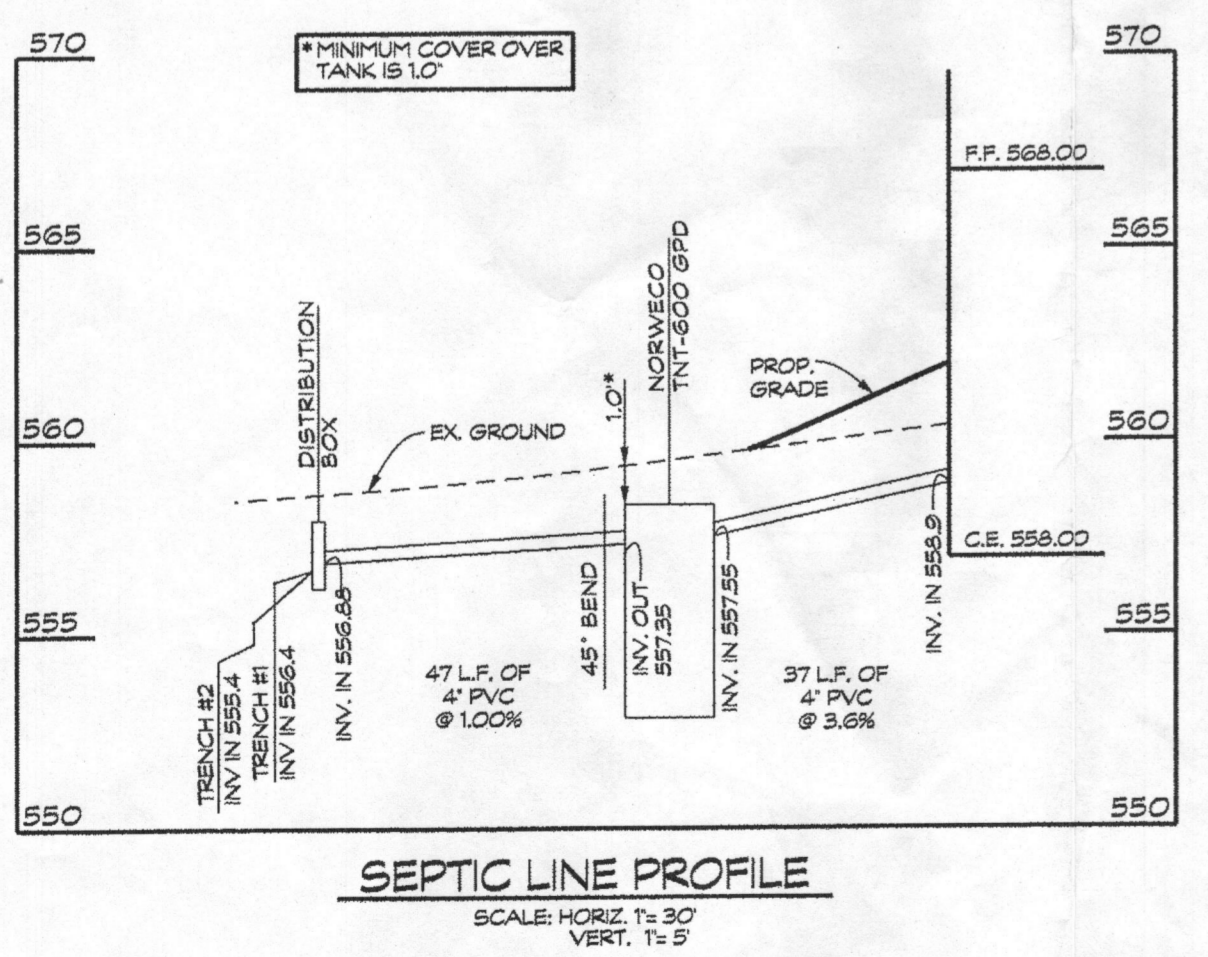 570
570
* MINIMUM COVER OVER
TANK IS 1.0"
F.F. 568.00
565
565
DISTRIBUTION
BOX
NORWECO
TNT-600 GPD
1.0'*
PROP.
GRADE
560
560
EX. GROUND
C.E. 558.00
555
555
TRENCH #2
INV IN 555.4
TRENCH #1
INV IN 556.4
INV. IN 556.88
47 L.F. OF
4" PVC
@ 1.00%
45° BEND
INV. OUT
557.35
INV. IN 557.55
37 L.F. OF
4" PVC
@ 3.6%
INV. IN 558.9
550
550
SEPTIC LINE PROFILE
SCALE: HORIZ. 1"= 30'
VERT. 1"= 5'